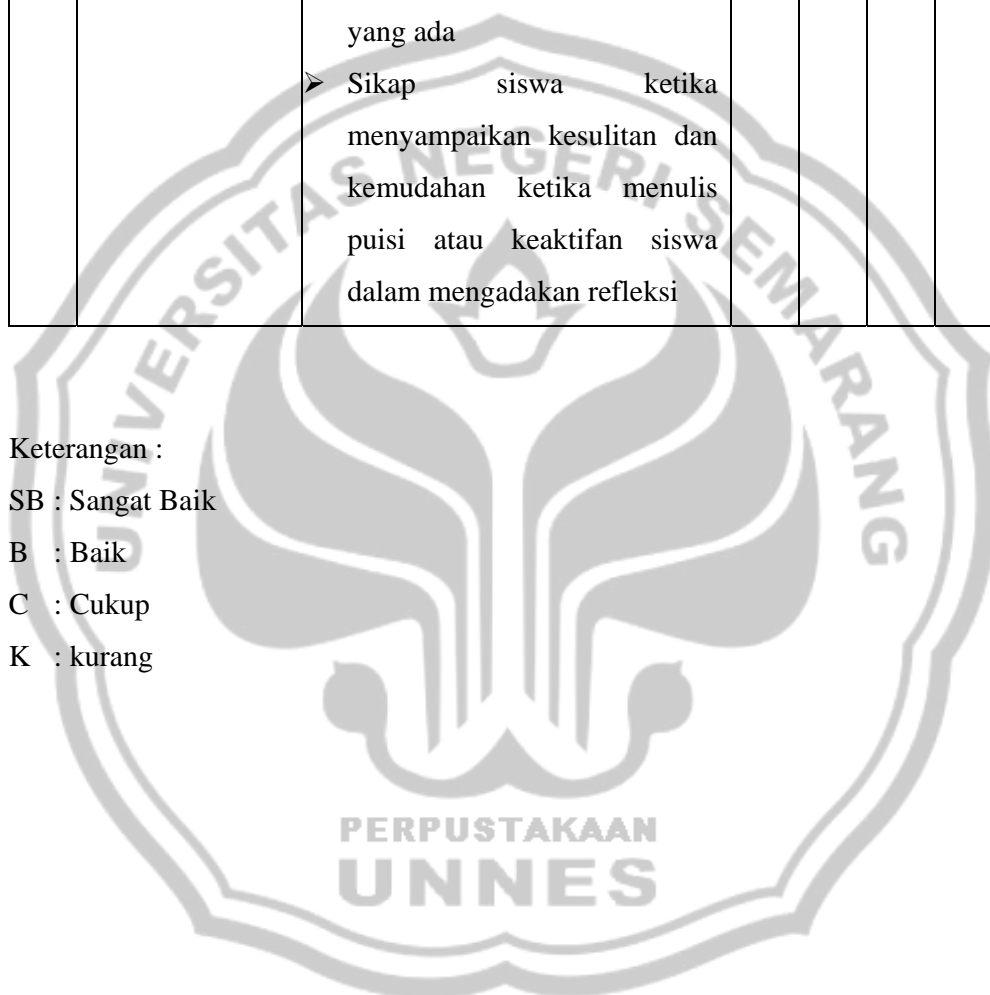 yang ada
➢ Sikap siswa ketika
menyampaikan kesulitan dan
kemudahan ketika menulis
puisi atau keaktifan siswa
dalam mengadakan refleksi
Keterangan :
SB : Sangat Baik
B : Baik
C : Cukup
K : kurang
UNIVERSITAS NEGERI SEMARANG
PERPUSTAKAAN
UNNES